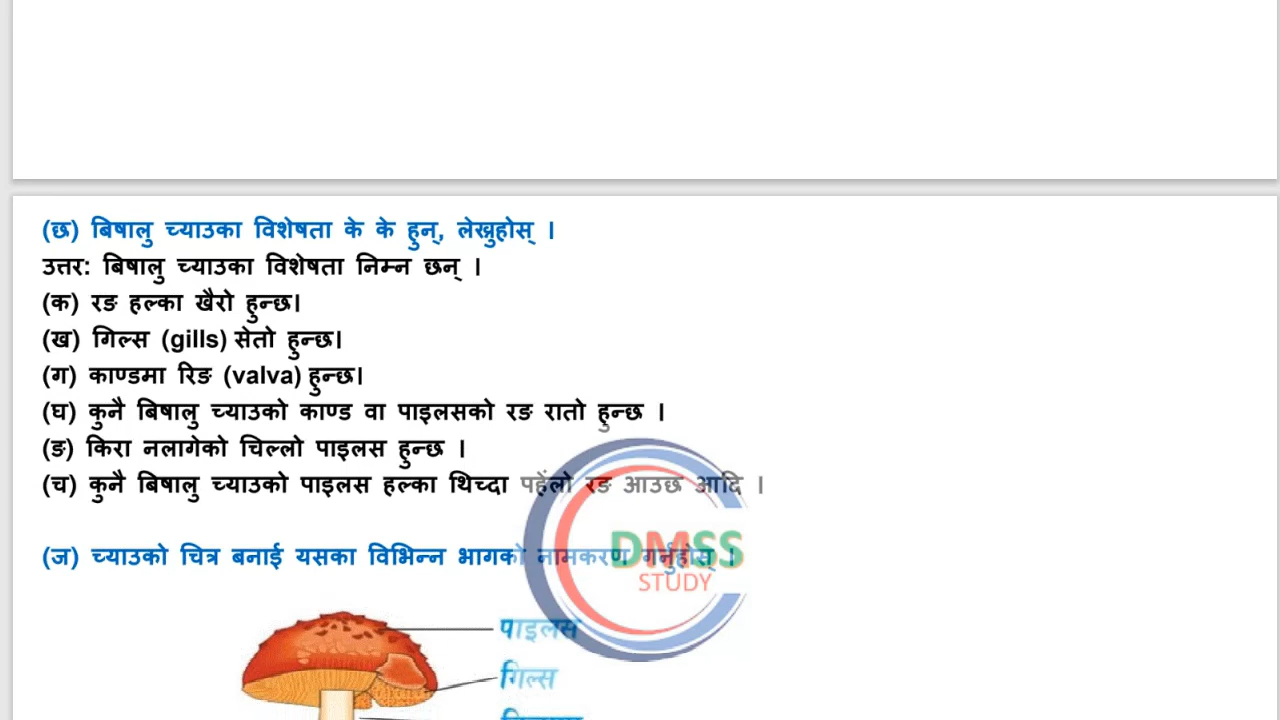 (छ) बिषालु च्याउका विशेषता के के हुन्, लेख्नुहोस् ।
उत्तर: बिषालु च्याउका विशेषता निम्न छन् ।
(क) रङ हल्का खैरो हुन्छ।
(ख) गिल्स (gills) सेतो हुन्छ।
(ग) काण्डमा रिङ (valva) हुन्छ।
(घ) कुनै बिषालु च्याउको काण्ड वा पाइलसको रङ रातो हुन्छ ।
(ङ) किरा नलागेको चिल्लो पाइलस हुन्छ ।
(च) कुनै बिषालु च्याउको पाइलस हल्का थिच्दा पहेंलो रङ आउछ आदि ।
DMSS
STUDY
(ज) च्याउको चित्र बनाई यसका विभिन्न भागको नामकरण गर्नुहोस् ।
पाइलस
गिल्स